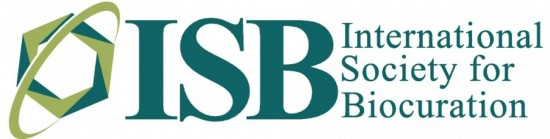 ISB
International
Society for
Biocuration